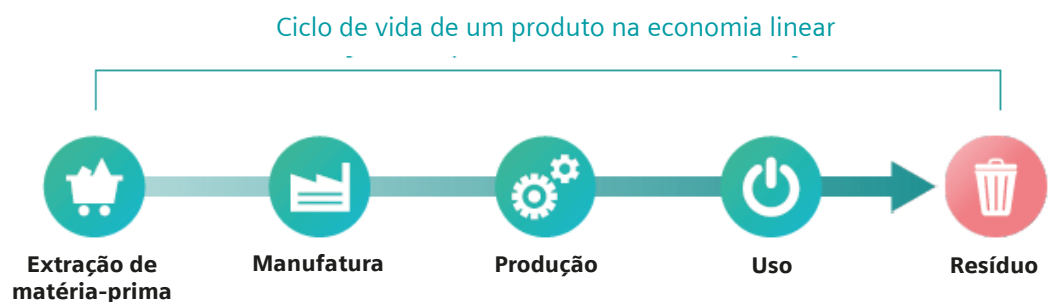 Ciclo de vida de um produto na economia linear
Extração de
matéria-prima
Manufatura
Produção
Uso
Resíduo